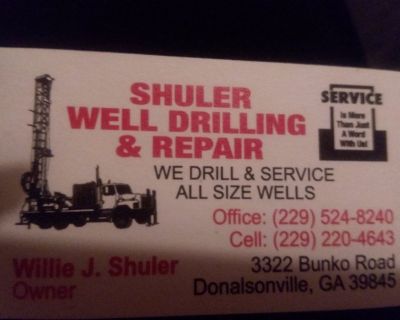 SHULER
WELL DRILLING
& REPAIR
SERVICE
Is More
Than Just
A Word
With Us!
WE DRILL & SERVICE
ALL SIZE WELLS
Office: (229) 524-8240
Cell: (229) 220-4643
Willie J. Shuler
Owner
3322 Bunko Road
Donalsonville, GA 39845